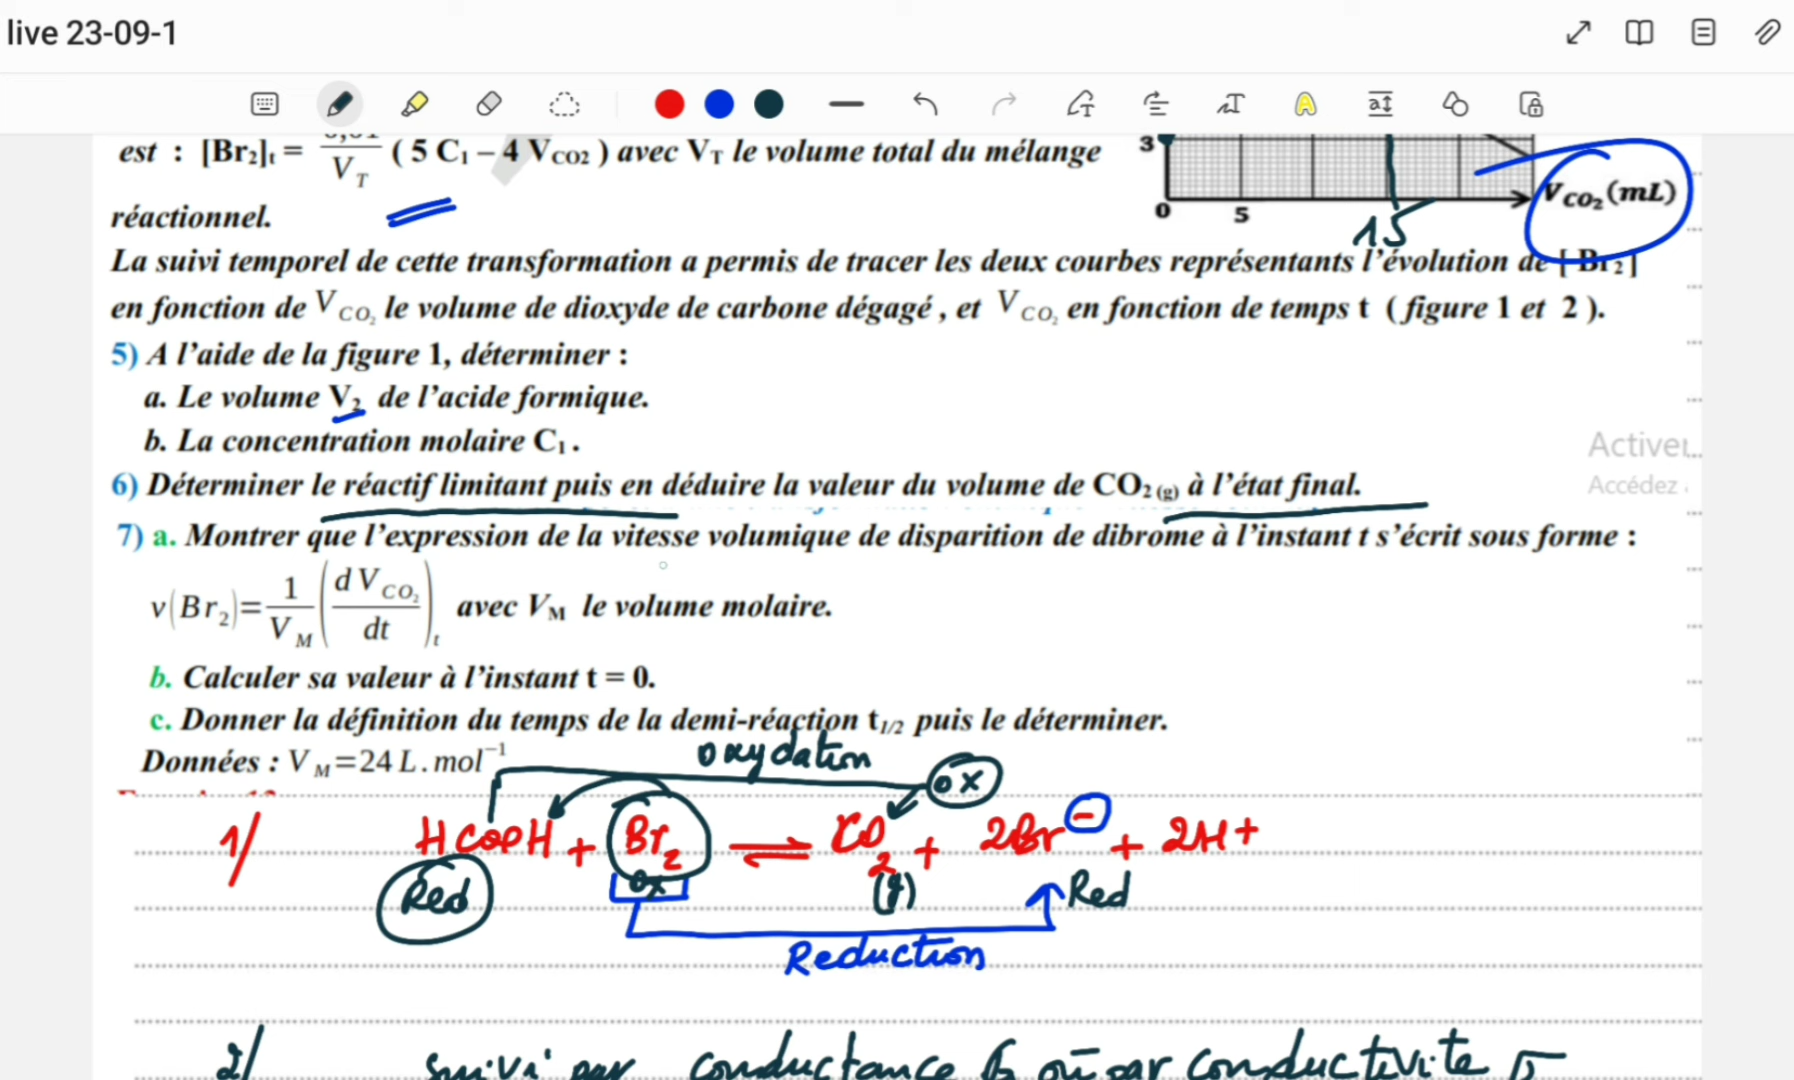 live 23-09-1
est : [Br₂]t = 0,01/V_T ( 5 C₁ – 4 V_CO2 ) avec V_T le volume total du mélange
réactionnel.
3
0 5 15 V_CO₂ (mL)
La suivi temporel de cette transformation a permis de tracer les deux courbes représentants l'évolution de [ Br₂]
en fonction de V_CO₂ le volume de dioxyde de carbone dégagé , et V_CO₂ en fonction de temps t ( figure 1 et 2 ).
5) A l'aide de la figure 1, déterminer :
a. Le volume V₂ de l'acide formique.
b. La concentration molaire C₁ .
Activer
6) Déterminer le réactif limitant puis en déduire la valeur du volume de CO₂ (g) à l'état final.
Accédez
7) a. Montrer que l'expression de la vitesse volumique de disparition de dibrome à l'instant t s'écrit sous forme :
v(Br₂)=1/V_M (dV_CO₂/dt)_t avec V_M le volume molaire.
b. Calculer sa valeur à l'instant t = 0.
c. Donner la définition du temps de la demi-réaction t₁/₂ puis le déterminer.
Données : V_M=24 L.mol⁻¹
oxydation
ox
1/ HCOOH + Br₂ ⇌ CO₂ + 2Br⁻ + 2H+
Red ox (g) Red
Reduction
2/ suivi par conductance G où par conductivité σ